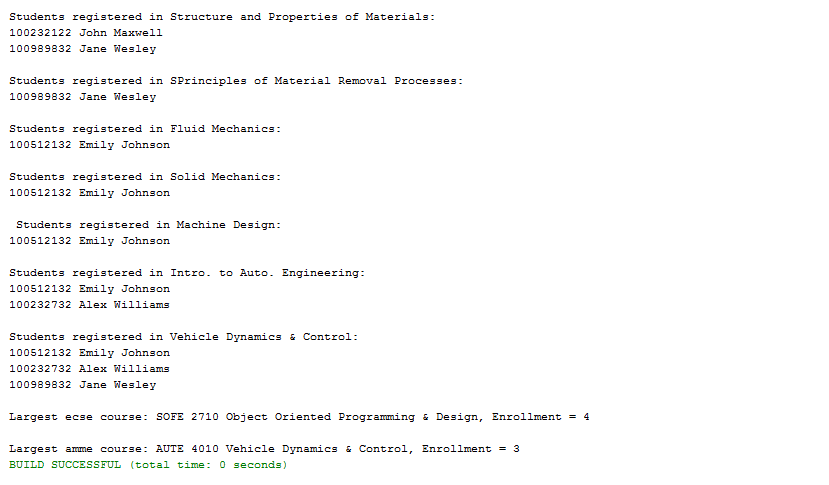 Students registered in Structure and Properties of Materials:
100232122 John Maxwell
100989832 Jane Wesley
Students registered in SPrinciples of Material Removal Processes:
100989832 Jane Wesley
Students registered in Fluid Mechanics:
100512132 Emily Johnson
Students registered in Solid Mechanics:
100512132 Emily Johnson
Students registered in Machine Design:
100512132 Emily Johnson
Students registered in Intro. to Auto. Engineering:
100512132 Emily Johnson
100232732 Alex Williams
Students registered in Vehicle Dynamics & Control:
100512132 Emily Johnson
100232732 Alex Williams
100989832 Jane Wesley
Largest ecse course: SOFE 2710 Object Oriented Programming & Design, Enrollment = 4
Largest amme course: AUTE 4010 Vehicle Dynamics & Control, Enrollment = 3
BUILD SUCCESSFUL (total time: 0 seconds)